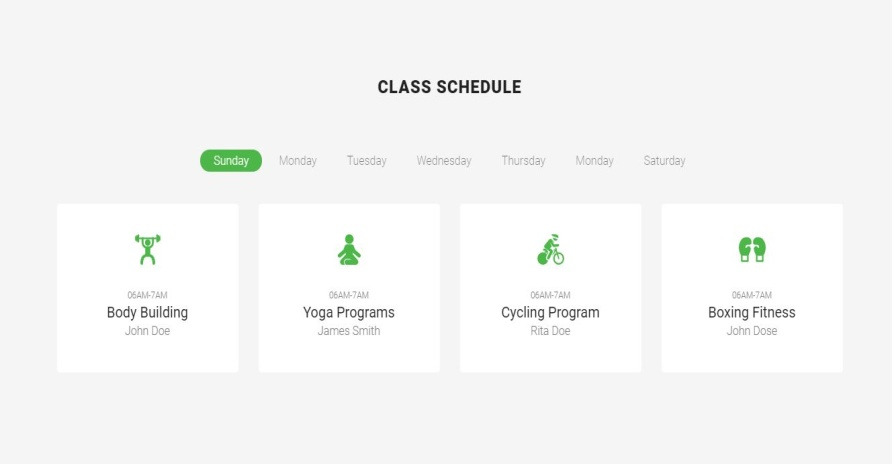 CLASS SCHEDULE
Sunday Monday Tuesday Wednesday Thursday Monday Saturday
06AM-7AM 06AM-7AM 06AM-7AM 06AM-7AM
Body Building Yoga Programs Cycling Program Boxing Fitness
John Doe James Smith Rita Doe John Dose